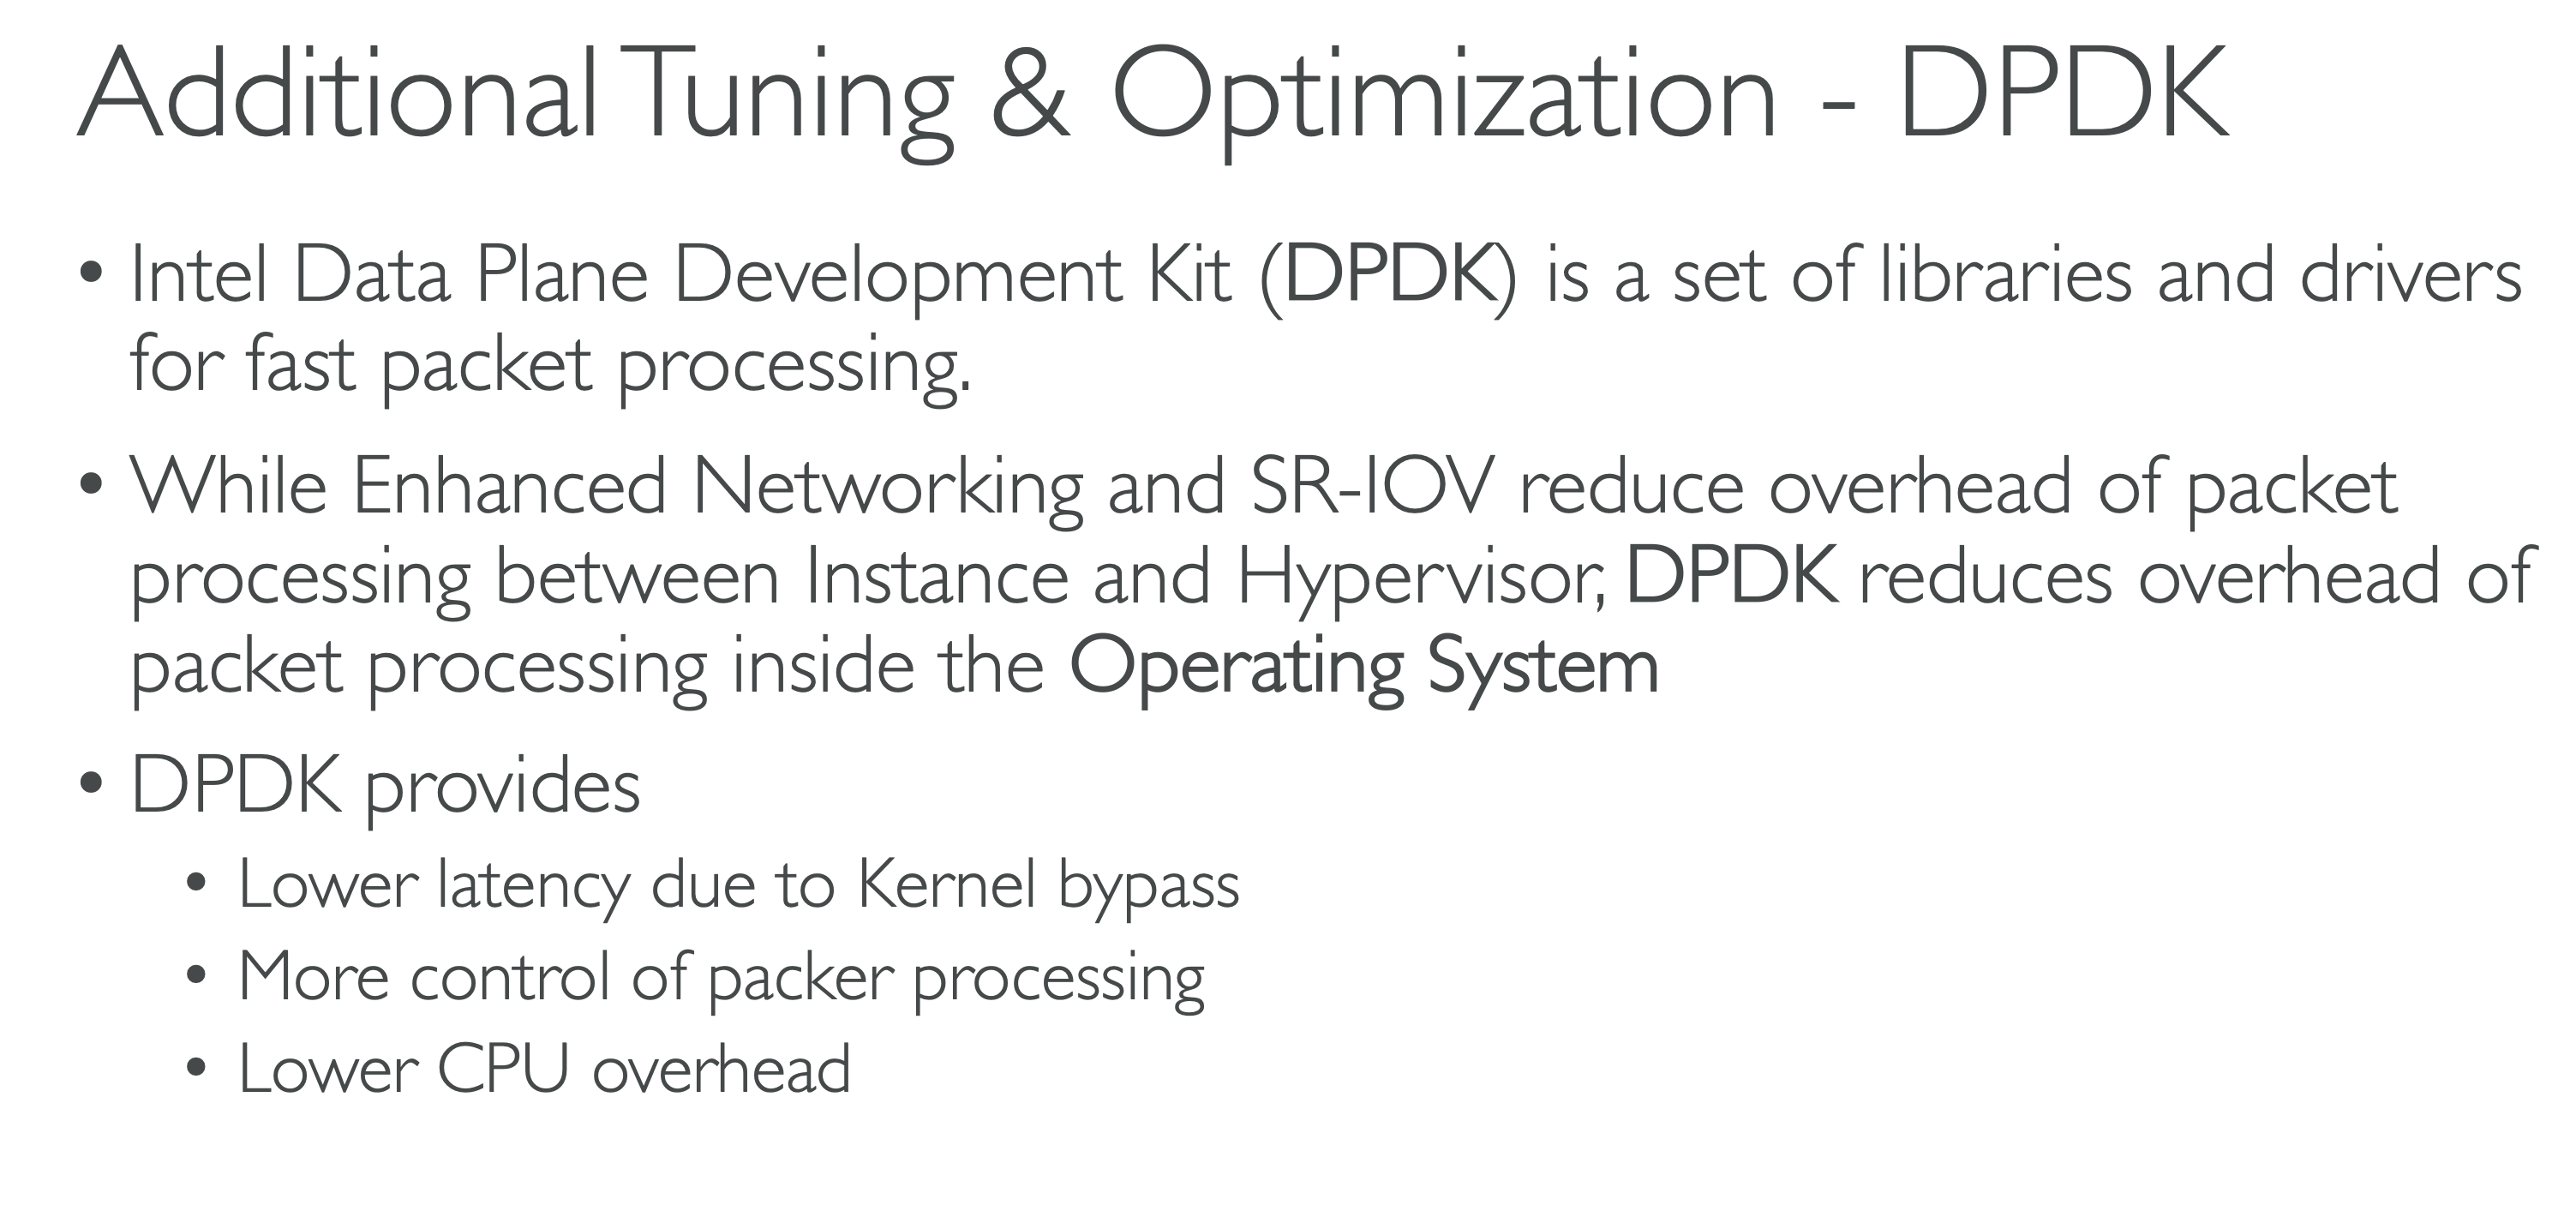 Additional Tuning & Optimization - DPDK
• Intel Data Plane Development Kit (DPDK) is a set of libraries and drivers
for fast packet processing.
• While Enhanced Networking and SR-IOV reduce overhead of packet
processing between Instance and Hypervisor, DPDK reduces overhead of
packet processing inside the Operating System
• DPDK provides
• Lower latency due to Kernel bypass
• More control of packer processing
• Lower CPU overhead